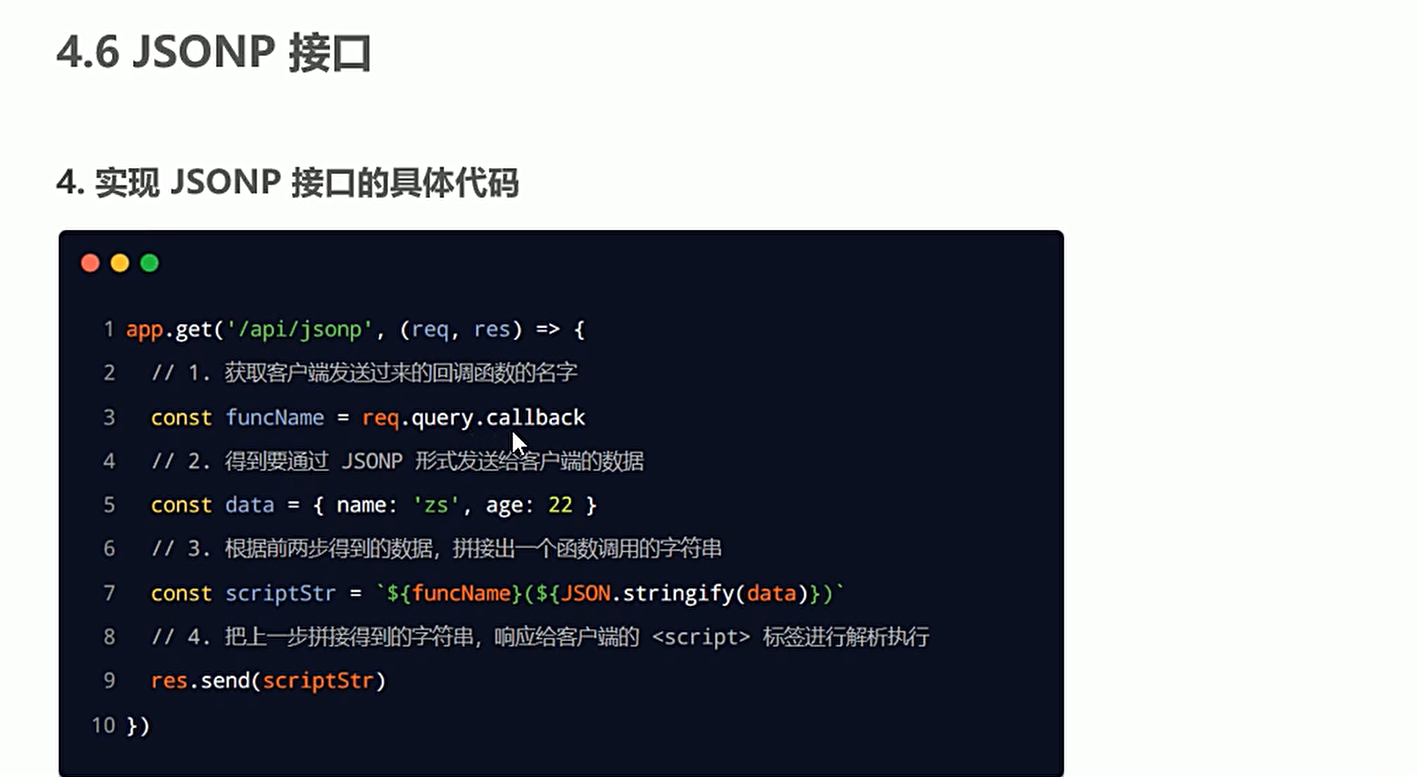 4.6 JSONP 接口
4. 实现 JSONP 接口的具体代码
1 app.get('/api/jsonp', (req, res) => {
2 // 1. 获取客户端发送过来的回调函数的名字
3 const funcName = req.query.callback
4 // 2. 得到要通过 JSONP 形式发送给客户端的数据
5 const data = { name: 'zs', age: 22 }
6 // 3. 根据前两步得到的数据，拼接出一个函数调用的字符串
7 const scriptStr = `${funcName}(${JSON.stringify(data)})`
8 // 4. 把上一步拼接得到的字符串，响应给客户端的 <script> 标签进行解析执行
9 res.send(scriptStr)
10 })